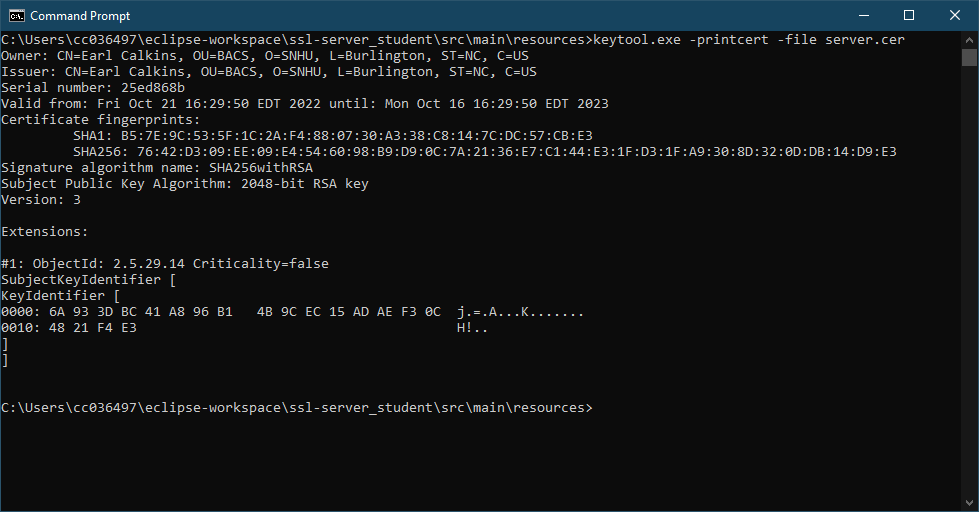 Command Prompt
C:\Users\cc036497\eclipse-workspace\ssl-server_student\src\main\resources>keytool.exe -printcert -file server.cer
Owner: CN=Earl Calkins, OU=BACS, O=SNHU, L=Burlington, ST=NC, C=US
Issuer: CN=Earl Calkins, OU=BACS, O=SNHU, L=Burlington, ST=NC, C=US
Serial number: 25ed868b
Valid from: Fri Oct 21 16:29:50 EDT 2022 until: Mon Oct 16 16:29:50 EDT 2023
Certificate fingerprints:
         SHA1: B5:7E:9C:53:5F:1C:2A:F4:88:07:30:A3:38:C8:14:7C:DC:57:CB:E3
         SHA256: 76:42:D3:09:EE:09:E4:54:60:98:B9:D9:0C:7A:21:36:E7:C1:44:E3:1F:D3:1F:A9:30:8D:32:0D:DB:14:D9:E3
Signature algorithm name: SHA256withRSA
Subject Public Key Algorithm: 2048-bit RSA key
Version: 3
Extensions:
#1: ObjectId: 2.5.29.14 Criticality=false
SubjectKeyIdentifier [
KeyIdentifier [
0000: 6A 93 3D BC 41 A8 96 B1   4B 9C EC 15 AD AE F3 0C  j.=.A...K.......
0010: 48 21 F4 E3                                        H!..
]
]
C:\Users\cc036497\eclipse-workspace\ssl-server_student\src\main\resources>